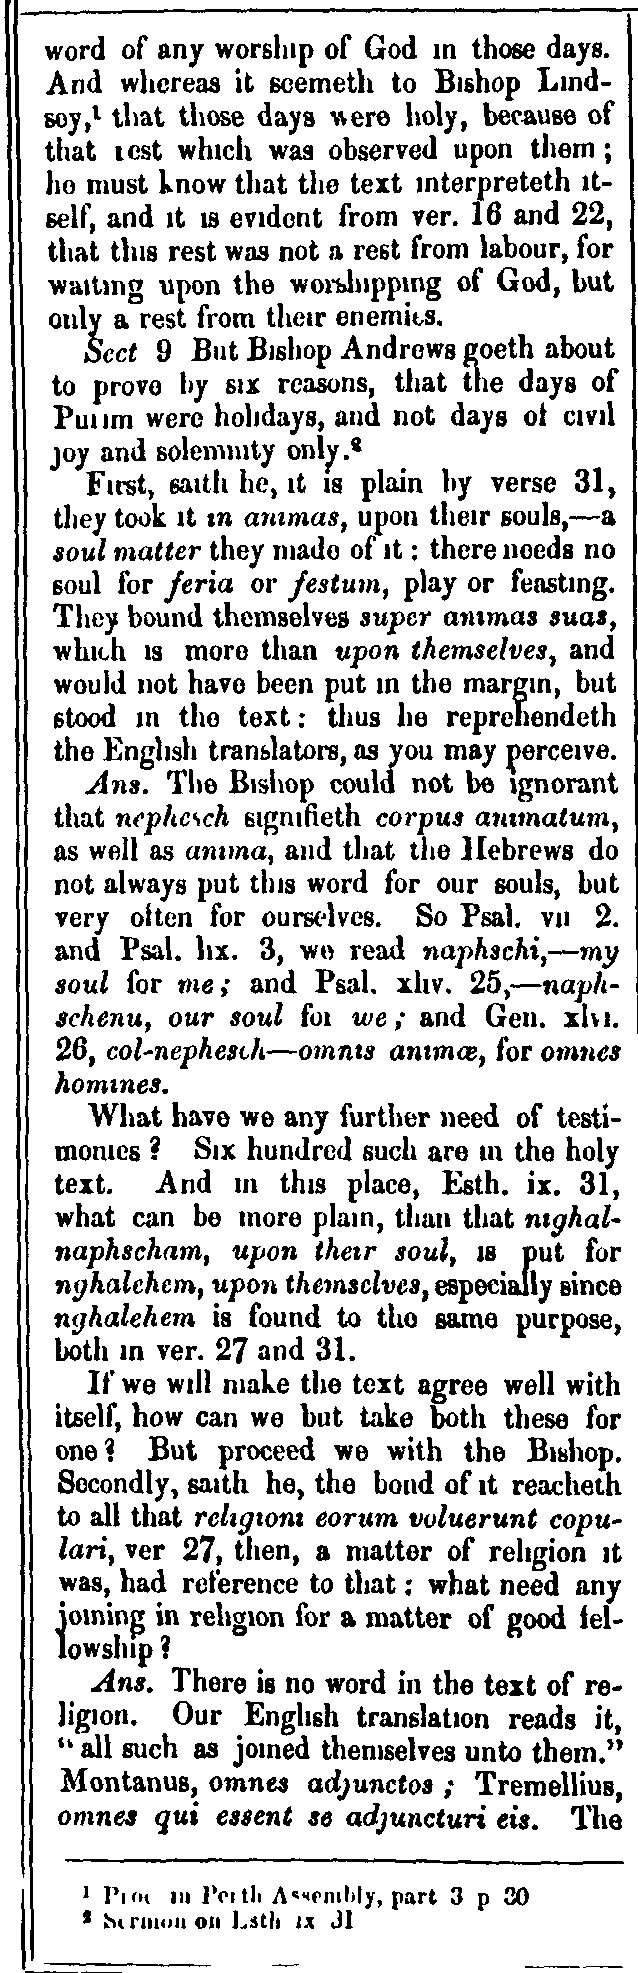 word of any worship of God in those days.
And whereas it seemeth to Bishop Lind-
sey,¹ that those days were holy, because of
that rest which was observed upon them;
he must know that the text interpreteth it-
self, and it is evident from ver. 16 and 22,
that this rest was not a rest from labour, for
waiting upon the worshipping of God, but
only a rest from their enemies.
Sect 9 But Bishop Andrews goeth about
to prove by six reasons, that the days of
Purim were holidays, and not days of civil
joy and solemnity only.²
First, saith he, it is plain by verse 31,
they took it in animas, upon their souls,—a
soul matter they made of it: there needs no
soul for feria or festum, play or feasting.
They bound themselves super animas suas,
which is more than upon themselves, and
would not have been put in the margin, but
stood in the text: thus he reprehendeth
the English translators, as you may perceive.
Ans. The Bishop could not be ignorant
that nephesch signifieth corpus animatum,
as well as anima, and that the Hebrews do
not always put this word for our souls, but
very often for ourselves. So Psal. vii 2.
and Psal. lix. 3, we read naphschi,—my
soul for me; and Psal. xliv. 25,—naph-
schenu, our soul for we; and Gen. xlvi.
26, col-nephesch—omnis animæ, for omnes
homines.
What have we any further need of testi-
monies? Six hundred such are in the holy
text. And in this place, Esth. ix. 31,
what can be more plain, than that nighal-
naphscham, upon their soul, is put for
nghalehem, upon themselves, especially since
nghalehem is found to the same purpose,
both in ver. 27 and 31.
If we will make the text agree well with
itself, how can we but take both these for
one? But proceed we with the Bishop.
Secondly, saith he, the bond of it reacheth
to all that religioni eorum voluerunt copu-
lari, ver 27, then, a matter of religion it
was, had reference to that: what need any
joining in religion for a matter of good fel-
lowship?
Ans. There is no word in the text of re-
ligion. Our English translation reads it,
"all such as joined themselves unto them."
Montanus, omnes adjunctos; Tremellius,
omnes qui essent se adjuncturi eis. The
¹ Proc in Perth Assembly, part 3 p 30
² Sermon on Esth ix 31